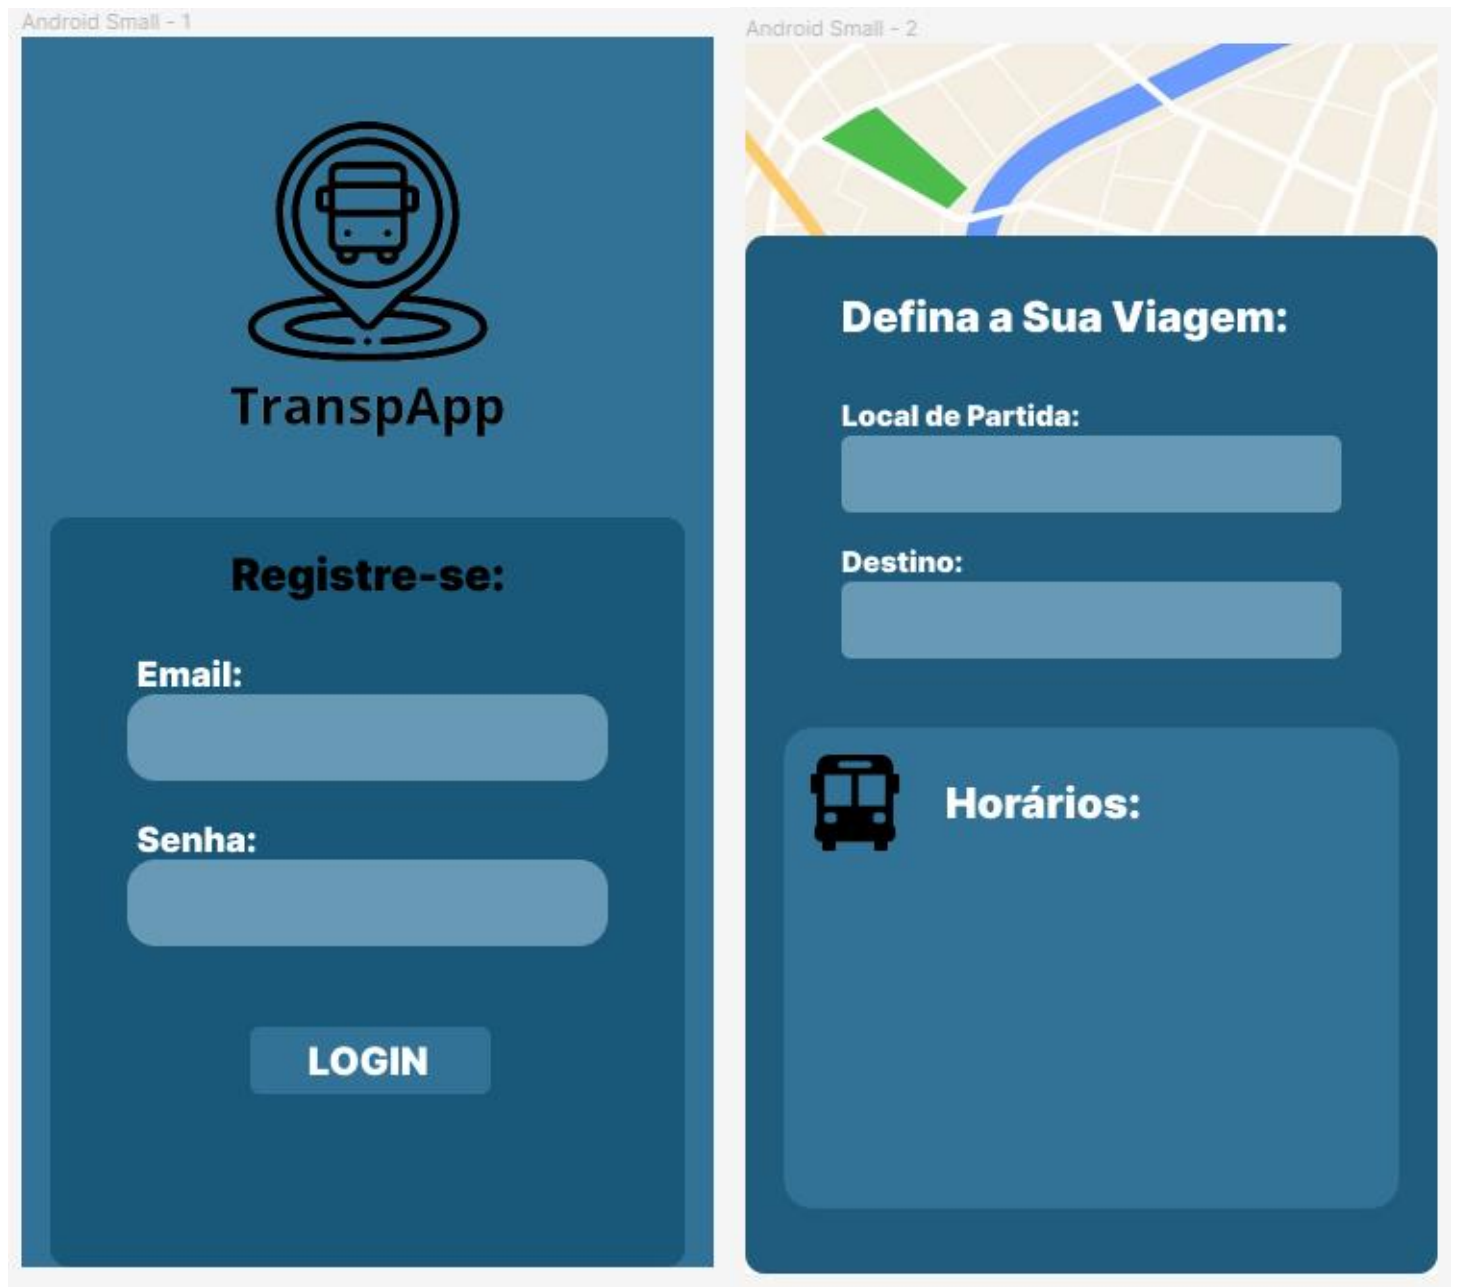 Android Small - 1
TranspApp
Registre-se:
Email:
Senha:
LOGIN
Android Small - 2
Defina a Sua Viagem:
Local de Partida:
Destino:
Horários: